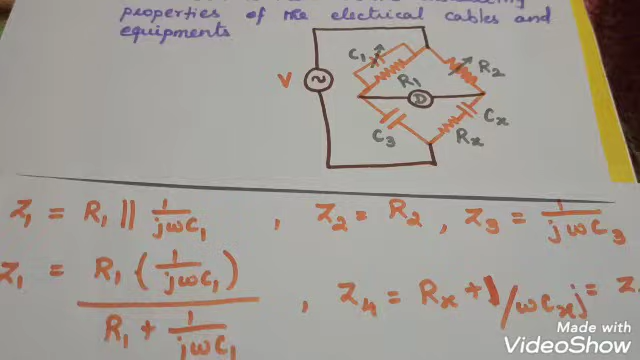 properties of the electrical cables and
equipments
C1
R1
R2
V
D
C3
Rx
Cx
Z1 = R1 || 1/jωC1 , Z2 = R2 , Z3 = 1/jωC3
Z1 = R1 (1/jωC1) / R1 + 1/jωC1 , Z4 = Rx + 1/ωCxj = Z
Made with
VideoShow